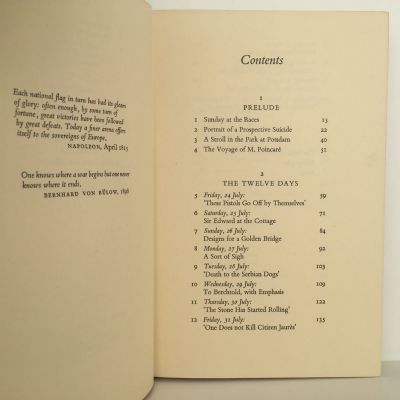 Each national flag in turn has had its gleam
of glory: often enough, by some turn of
fortune, great victories have been followed
by great defeats. Today a finer arena offers
itself to the sovereigns of Europe.
NAPOLEON, April 1815
One knows where a war begins but one never
knows where it ends.
BERNHARD VON BÜLOW, 1896
Contents
1
PRELUDE
1 Sunday at the Races 13
2 Portrait of a Prospective Suicide 22
3 A Stroll in the Park at Potsdam 40
4 The Voyage of M. Poincaré 51
2
THE TWELVE DAYS
5 Friday, 24 July: 59
'These Pistols Go Off by Themselves'
6 Saturday, 25 July: 71
Sir Edward at the Cottage
7 Sunday, 26 July: 84
Designs for a Golden Bridge
8 Monday, 27 July: 92
A Sort of Sigh
9 Tuesday, 28 July: 103
'Death to the Serbian Dogs'
10 Wednesday, 29 July: 109
To Berchtold, with Emphasis
11 Thursday, 30 July: 122
'The Stone Has Started Rolling'
12 Friday, 31 July: 135
'One Does not Kill Citizen Jaurès'